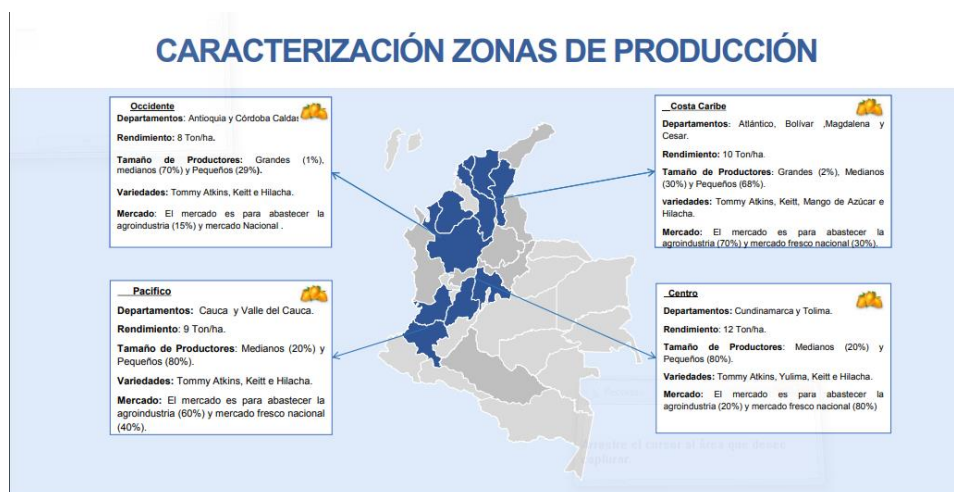 CARACTERIZACIÓN ZONAS DE PRODUCCIÓN
Occidente
Departamentos: Antioquia y Córdoba Caldas
Rendimiento: 8 Ton/ha.
Tamaño de Productores: Grandes (1%),
medianos (70%) y Pequeños (29%).
Variedades: Tommy Atkins, Keitt e Hilacha.
Mercado: El mercado es para abastecer la
agroindustria (15%) y mercado Nacional .
Costa Caribe
Departamentos: Atlántico, Bolívar ,Magdalena y
Cesar.
Rendimiento: 10 Ton/ha.
Tamaño de Productores: Grandes (2%), Medianos
(30%) y Pequeños (68%).
variedades: Tommy Atkins, Keitt, Mango de Azúcar e
Hilacha.
Mercado: El mercado es para abastecer la
agroindustria (70%) y mercado fresco nacional (30%).
Pacifico
Departamentos: Cauca y Valle del Cauca.
Rendimiento: 9 Ton/ha.
Tamaño de Productores: Medianos (20%) y
Pequeños (80%).
Variedades: Tommy Atkins, Keitt e Hilacha.
Mercado: El mercado es para abastecer la
agroindustria (60%) y mercado fresco nacional
(40%).
Centro
Departamentos: Cundinamarca y Tolima.
Rendimiento: 12 Ton/ha.
Tamaño de Productores: Medianos (20%) y
Pequeños (80%).
Variedades: Tommy Atkins, Yulima, Keitt e Hilacha.
Mercado: El mercado es para abastecer la
agroindustria (20%) y mercado fresco nacional (80%)
el cursor al área que desee